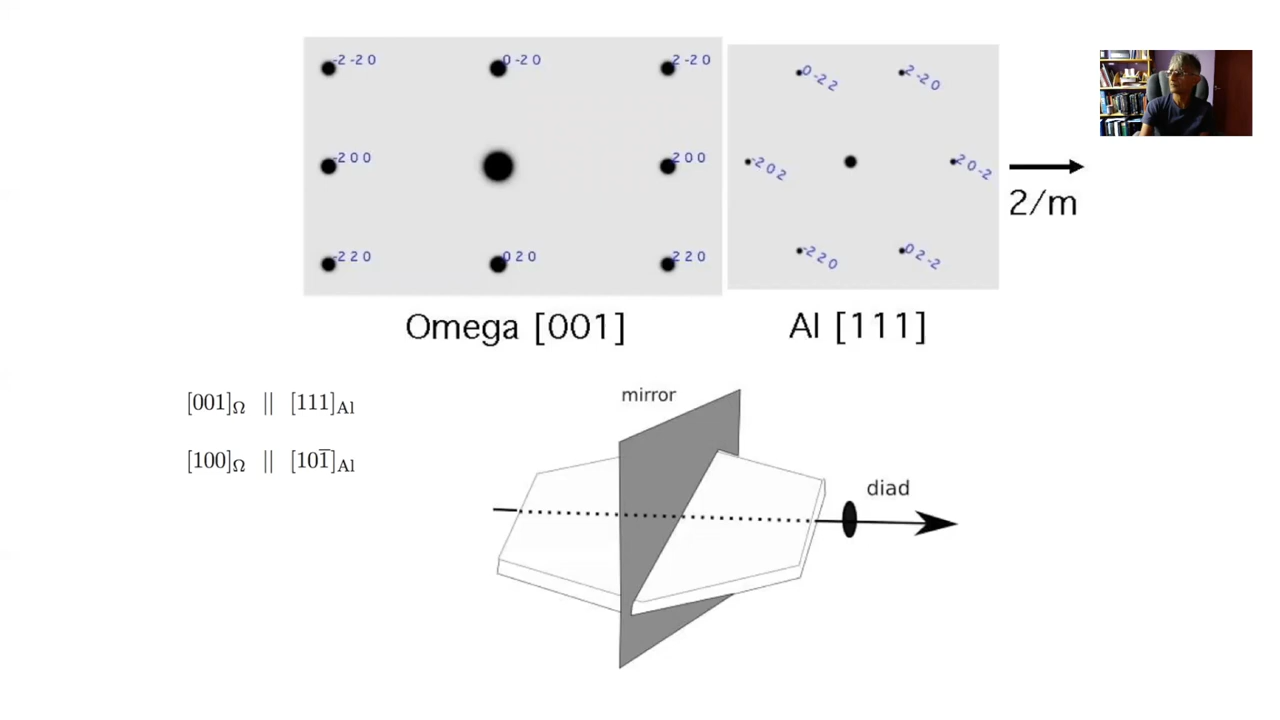 -2 -2 0 0 -2 0 2 -2 0
-2 0 0 2 0 0
-2 2 0 0 2 0 2 2 0
Omega [001]
0 -2 2 2 -2 0
-2 0 2 2 0 -2
-2 2 0 0 2 -2
Al [111]
2/m
[001]Ω || [111]Al
[100]Ω || [101̅]Al
mirror
diad